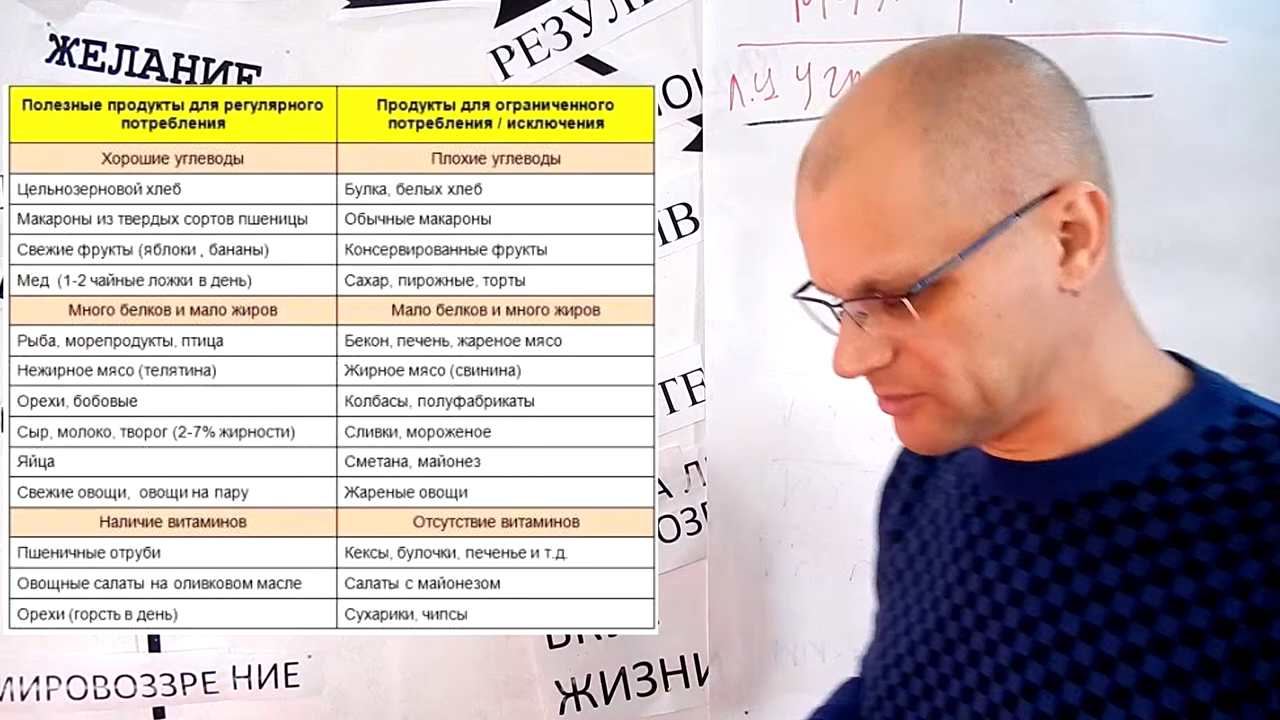 ЖЕЛАНИЕ
Полезные продукты для регулярного потребления
Продукты для ограниченного потребления / исключения
Хорошие углеводы
Плохие углеводы
Цельнозерновой хлеб
Булка, белых хлеб
Макароны из твердых сортов пшеницы
Обычные макароны
Свежие фрукты (яблоки , бананы)
Консервированные фрукты
Мед (1-2 чайные ложки в день)
Сахар, пирожные, торты
Много белков и мало жиров
Мало белков и много жиров
Рыба, морепродукты, птица
Бекон, печень, жареное мясо
Нежирное мясо (телятина)
Жирное мясо (свинина)
Орехи, бобовые
Колбасы, полуфабрикаты
Сыр, молоко, творог (2-7% жирности)
Сливки, мороженое
Яйца
Сметана, майонез
Свежие овощи, овощи на пару
Жареные овощи
Наличие витаминов
Отсутствие витаминов
Пшеничные отруби
Кексы, булочки, печенье и т.д.
Овощные салаты на оливковом масле
Салаты с майонезом
Орехи (горсть в день)
Сухарики, чипсы
МИРОВОЗЗРЕ НИЕ
ЖИЗНИ